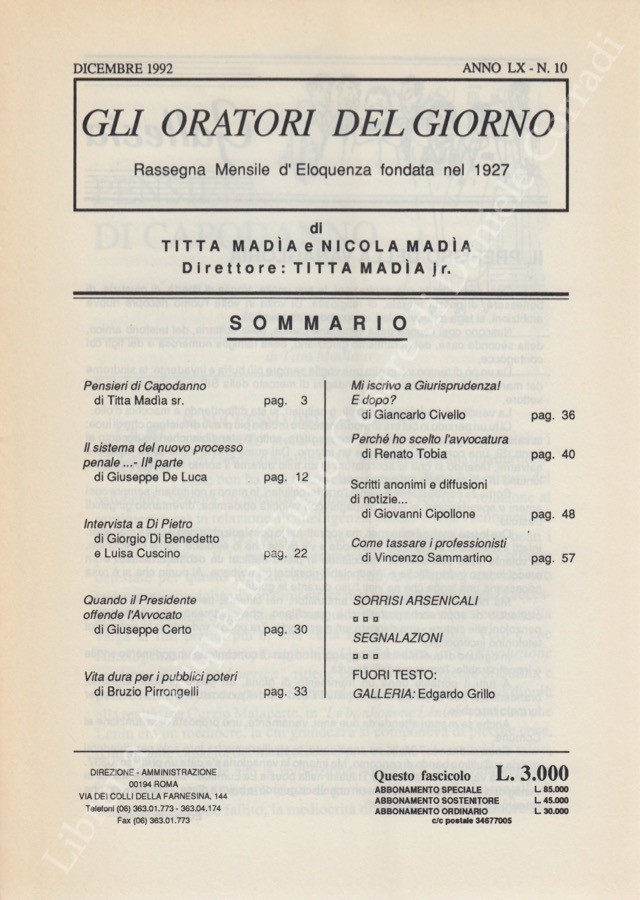 DICEMBRE 1992
ANNO LX - N. 10
GLI ORATORI DEL GIORNO
Rassegna Mensile d' Eloquenza fondata nel 1927
di
TITTA MADÌA e NICOLA MADÌA
Direttore: TITTA MADÌA jr.
SOMMARIO
Pensieri di Capodanno
di Titta Madìa sr. pag. 3
Il sistema del nuovo processo
penale ...- IIª parte
di Giuseppe De Luca pag. 12
Intervista a Di Pietro
di Giorgio Di Benedetto
e Luisa Cuscino pag. 22
Quando il Presidente
offende l'Avvocato
di Giuseppe Certo pag. 30
Vita dura per i pubblici poteri
di Bruzio Pirrongelli pag. 33
Mi iscrivo a Giurisprudenza!
E dopo?
di Giancarlo Civello pag. 36
Perché ho scelto l'avvocatura
di Renato Tobia pag. 40
Scritti anonimi e diffusioni
di notizie...
di Giovanni Cipollone pag. 48
Come tassare i professionisti
di Vincenzo Sammartino pag. 57
SORRISI ARSENICALI
¤ ¤ ¤
SEGNALAZIONI
¤ ¤ ¤
FUORI TESTO:
GALLERIA: Edgardo Grillo
DIREZIONE - AMMINISTRAZIONE
00194 ROMA
VIA DEI COLLI DELLA FARNESINA, 144
Telefoni (06) 363.01.773 - 363.04.174
Fax (06) 363.01.773
Questo fascicolo L. 3.000
ABBONAMENTO SPECIALE L. 85.000
ABBONAMENTO SOSTENITORE L. 45.000
ABBONAMENTO ORDINARIO L. 30.000
c/c postale 34677005